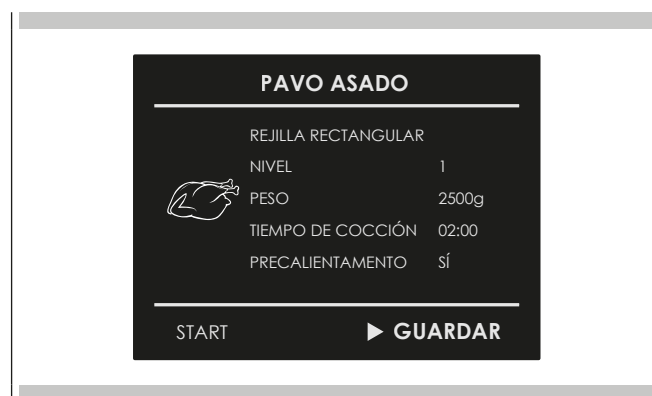 PAVO ASADO
REJILLA RECTANGULAR
NIVEL 1
PESO 2500g
TIEMPO DE COCCIÓN 02:00
PRECALIENTAMENTO SÍ
START ▶ GUARDAR